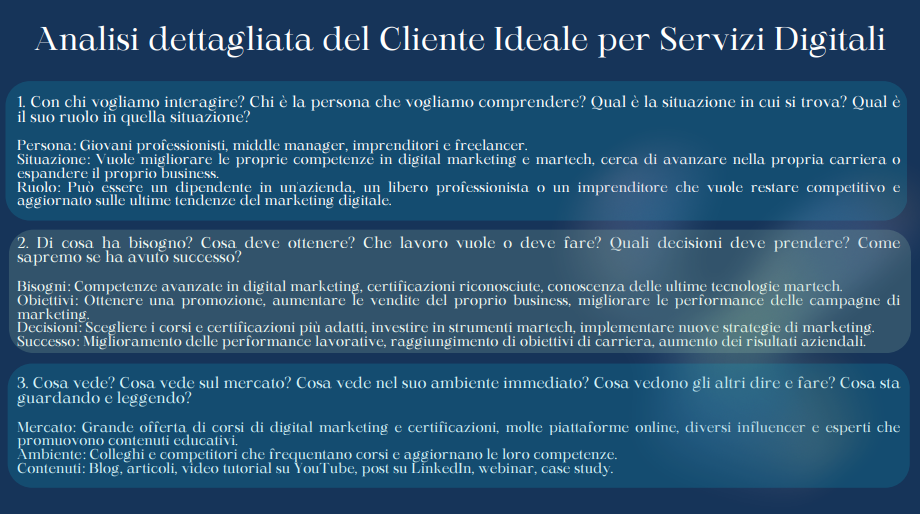 Analisi dettagliata del Cliente Ideale per Servizi Digitali
1. Con chi vogliamo interagire? Chi è la persona che vogliamo comprendere? Qual è la situazione in cui si trova? Qual è
il suo ruolo in quella situazione?
Persona: Giovani professionisti, middle manager, imprenditori e freelancer.
Situazione: Vuole migliorare le proprie competenze in digital marketing e martech, cerca di avanzare nella propria carriera o
espandere il proprio business.
Ruolo: Può essere un dipendente in un'azienda, un libero professionista o un imprenditore che vuole restare competitivo e
aggiornato sulle ultime tendenze del marketing digitale.
2. Di cosa ha bisogno? Cosa deve ottenere? Che lavoro vuole o deve fare? Quali decisioni deve prendere? Come
sapremo se ha avuto successo?
Bisogni: Competenze avanzate in digital marketing, certificazioni riconosciute, conoscenza delle ultime tecnologie martech.
Obiettivi: Ottenere una promozione, aumentare le vendite del proprio business, migliorare le performance delle campagne di
marketing.
Decisioni: Scegliere i corsi e certificazioni più adatti, investire in strumenti martech, implementare nuove strategie di marketing.
Successo: Miglioramento delle performance lavorative, raggiungimento di obiettivi di carriera, aumento dei risultati aziendali.
3. Cosa vede? Cosa vede sul mercato? Cosa vede nel suo ambiente immediato? Cosa vedono gli altri dire e fare? Cosa sta
guardando e leggendo?
Mercato: Grande offerta di corsi di digital marketing e certificazioni, molte piattaforme online, diversi influencer e esperti che
promuovono contenuti educativi.
Ambiente: Colleghi e competitori che frequentano corsi e aggiornano le loro competenze.
Contenuti: Blog, articoli, video tutorial su YouTube, post su LinkedIn, webinar, case study.